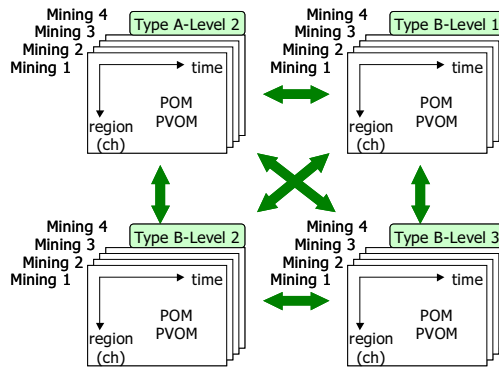 Mining 4
Type A-Level 2
Mining 3
Mining 2
Mining 1
time
POM
PVOM
region
(ch)
Mining 4
Type B-Level 1
Mining 3
Mining 2
Mining 1
time
POM
PVOM
region
(ch)
Mining 4
Type B-Level 2
Mining 3
Mining 2
Mining 1
time
POM
PVOM
region
(ch)
Mining 4
Type B-Level 3
Mining 3
Mining 2
Mining 1
time
POM
PVOM
region
(ch)